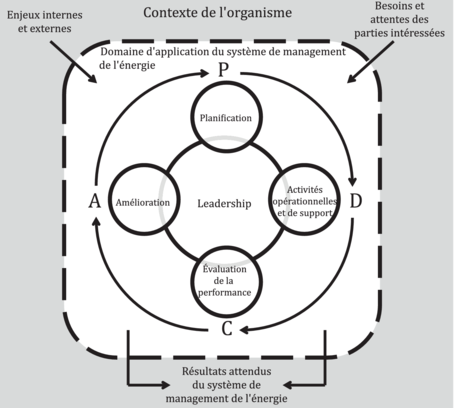 Contexte de l'organisme
Enjeux internes
et externes
Besoins et
attentes des
parties intéressées
Domaine d'application du système de management
de l'énergie
P
Planification
A
Amélioration
Leadership
Activités
opérationnelles
et de support
D
Évaluation
de la
performance
C
Résultats attendus
du système de
management de l'énergie